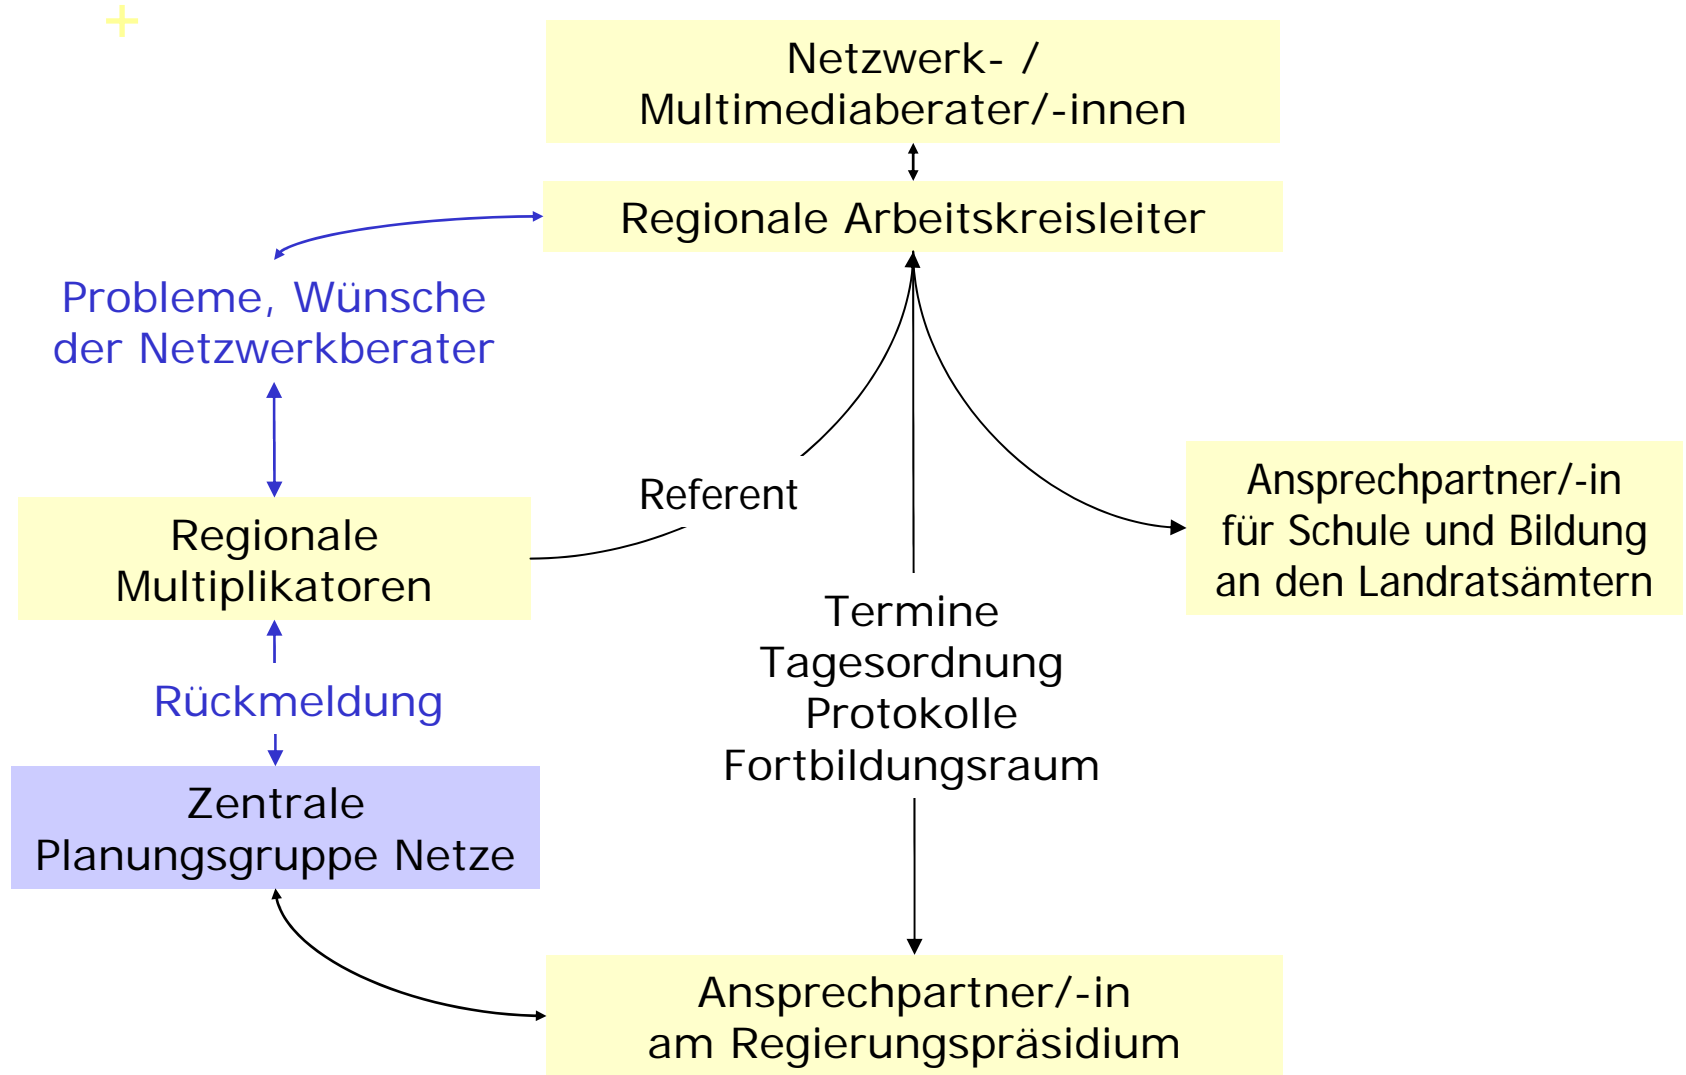 +
Netzwerk- /
Multimediaberater/-innen
Regionale Arbeitskreisleiter
Probleme, Wünsche
der Netzwerkberater
Referent
Ansprechpartner/-in
für Schule und Bildung
an den Landratsämtern
Regionale
Multiplikatoren
Termine
Tagesordnung
Protokolle
Fortbildungsraum
Rückmeldung
Zentrale
Planungsgruppe Netze
Ansprechpartner/-in
am Regierungspräsidium